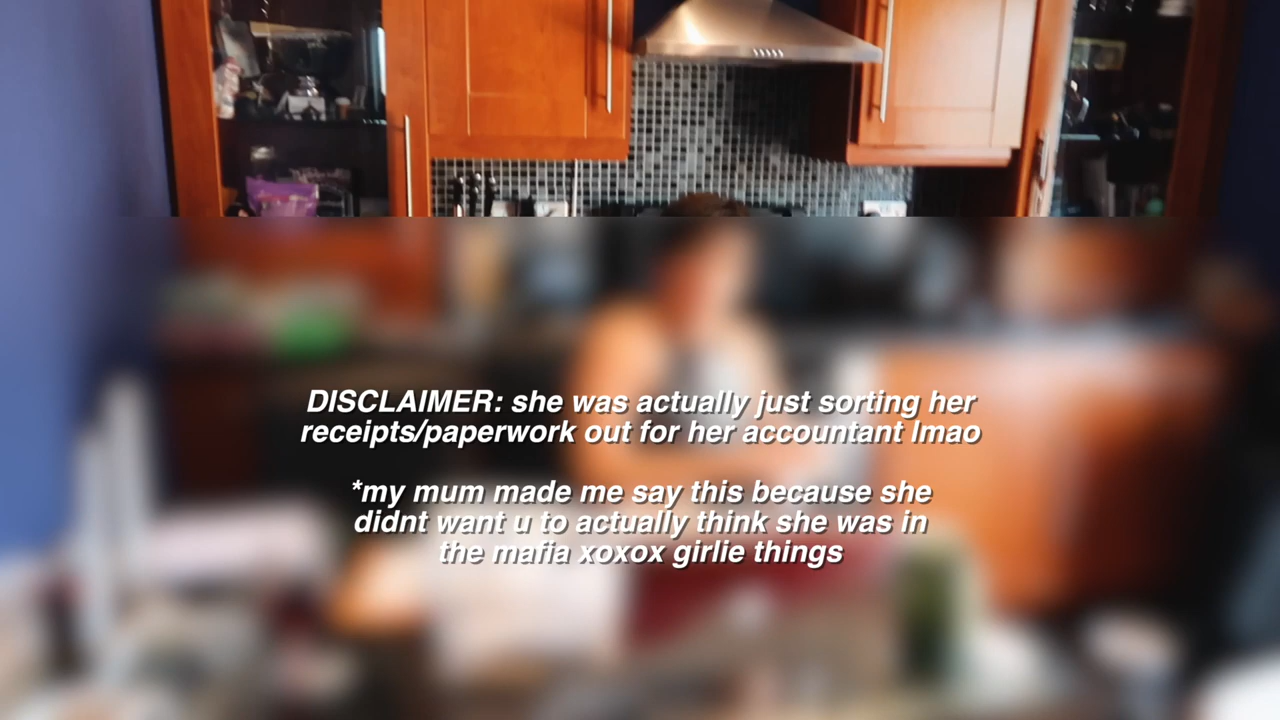 DISCLAIMER: she was actually just sorting her
receipts/paperwork out for her accountant lmao
*my mum made me say this because she
didnt want u to actually think she was in
the mafia xoxox girlie things